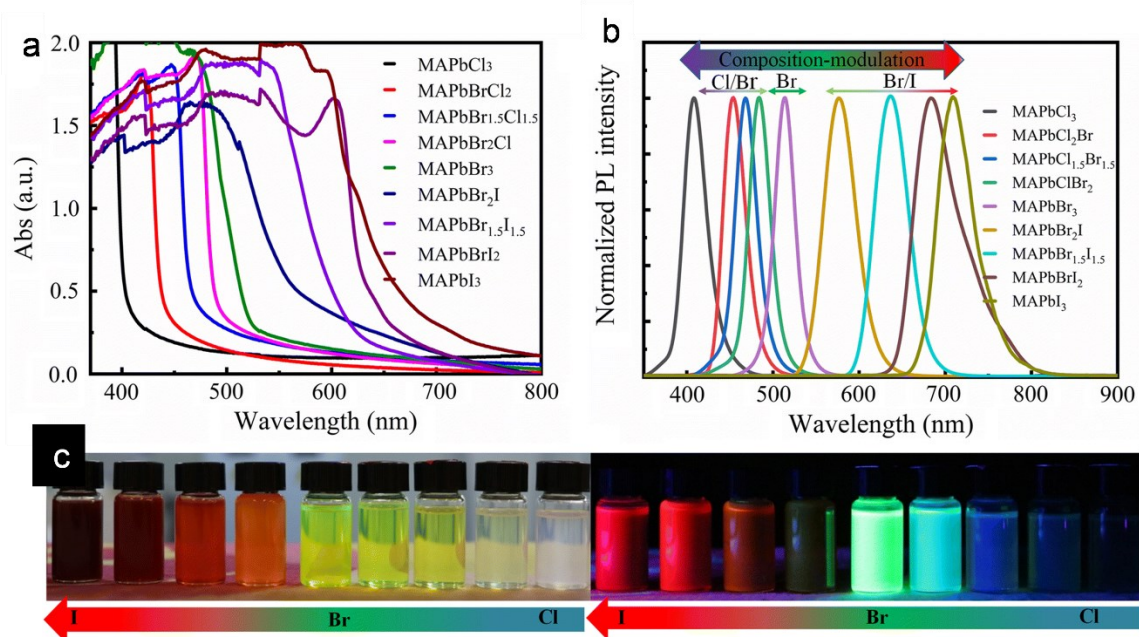 a
2.0
1.5
1.0
0.5
0.0
Abs (a.u.)
400
500
600
700
800
Wavelength (nm)
MAPbCl₃
MAPbBrCl₂
MAPbBr₁.₅Cl₁.₅
MAPbBr₂Cl
MAPbBr₃
MAPbBr₂I
MAPbBr₁.₅I₁.₅
MAPbBrI₂
MAPbI₃
b
Composition-modulation
Cl/Br
Br
Br/I
Normalized PL intensity
400
500
600
700
800
900
Wavelength (nm)
MAPbCl₃
MAPbCl₂Br
MAPbCl₁.₅Br₁.₅
MAPbClBr₂
MAPbBr₃
MAPbBr₂I
MAPbBr₁.₅I₁.₅
MAPbBrI₂
MAPbI₃
c
I
Br
Cl
I
Br
Cl